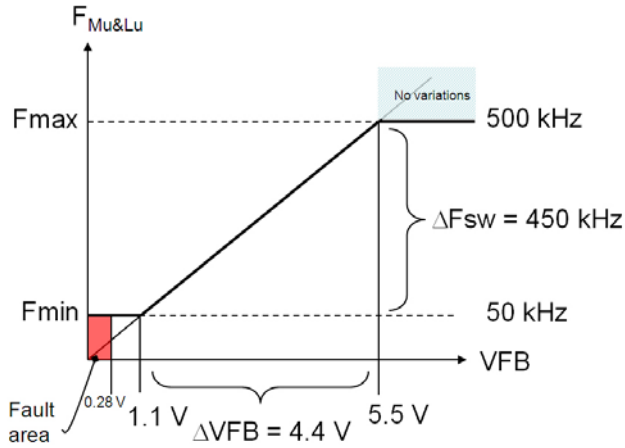 F Mu&Lu
No variations
Fmax
500 kHz
ΔFsw = 450 kHz
Fmin
50 kHz
VFB
0.28 V
Fault
area
1.1 V
ΔVFB = 4.4 V
5.5 V